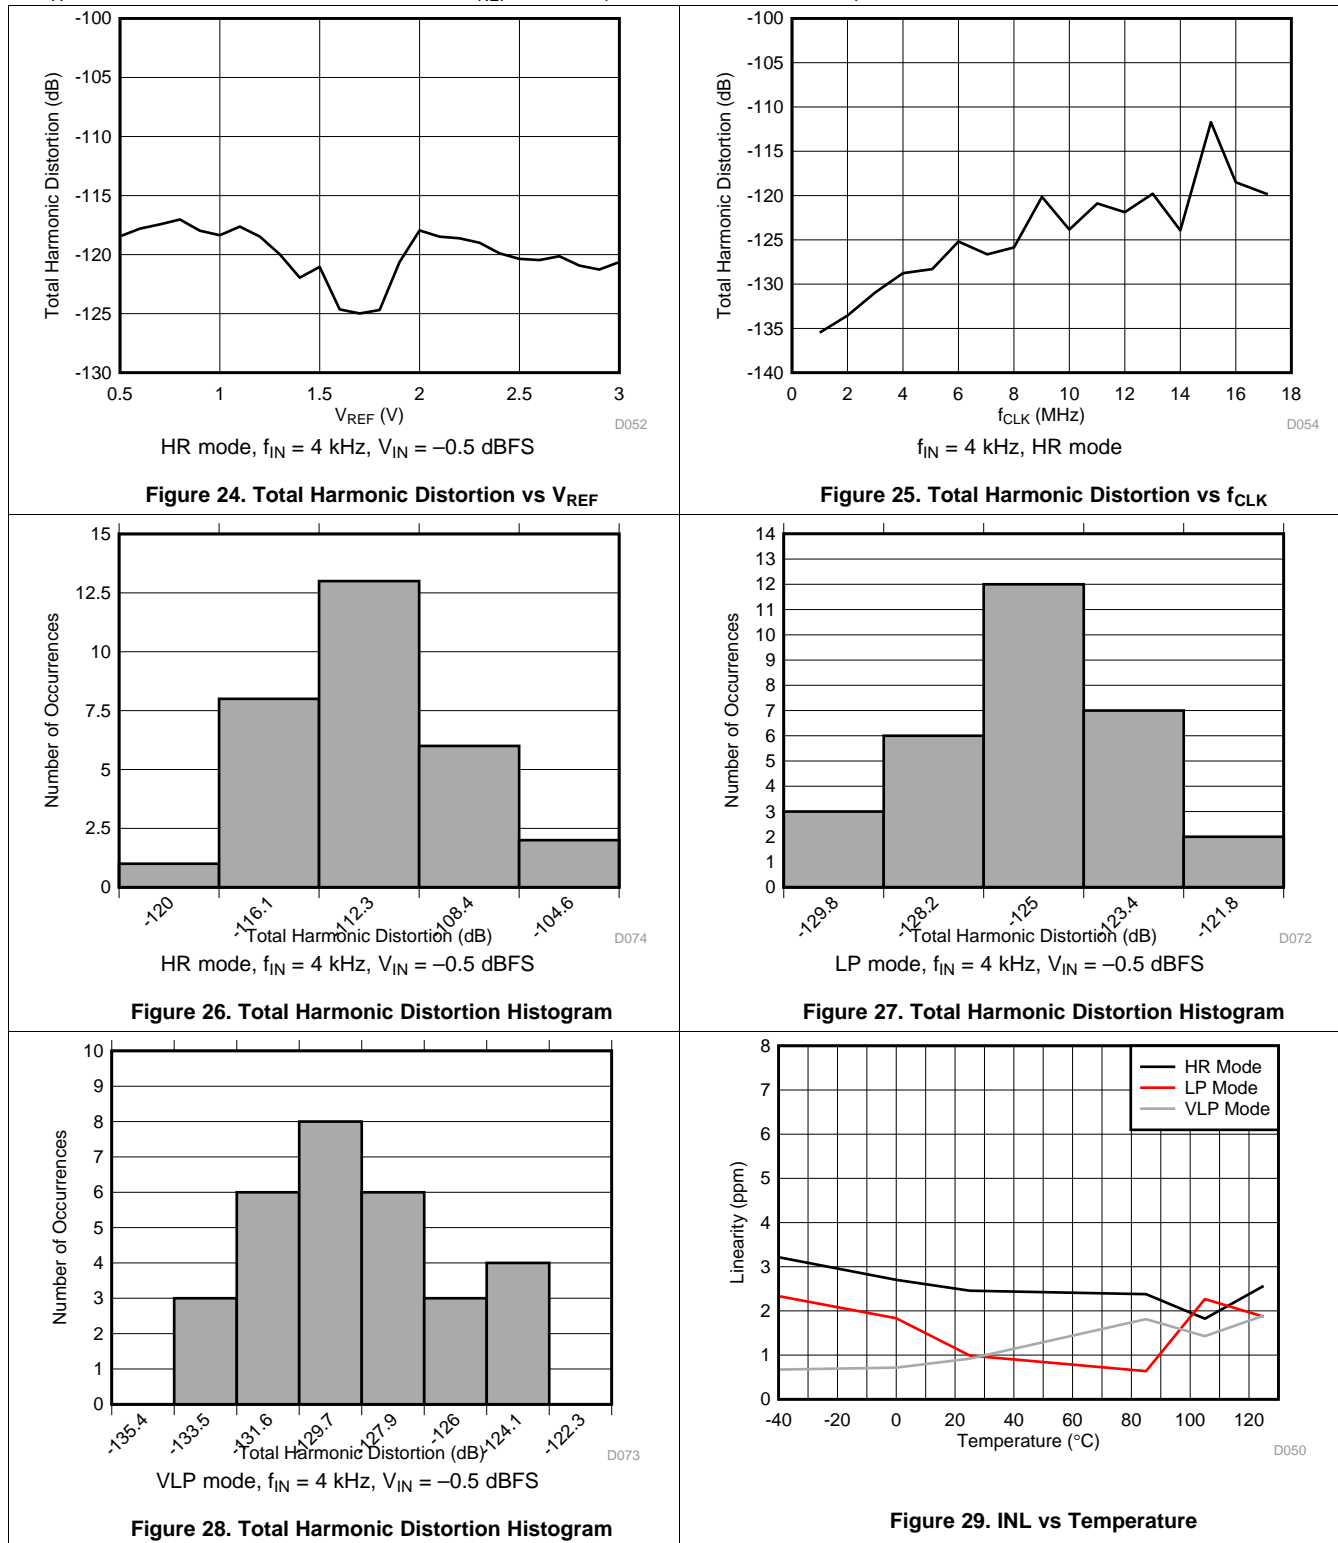 -100
-105
-110
-115
-120
-125
-130
Total Harmonic Distortion (dB)
0.5 1 1.5 2 2.5 3
VREF (V)
D052
HR mode, fIN = 4 kHz, VIN = –0.5 dBFS
Figure 24. Total Harmonic Distortion vs VREF
-100
-105
-110
-115
-120
-125
-130
-135
-140
Total Harmonic Distortion (dB)
0 2 4 6 8 10 12 14 16 18
fCLK (MHz)
D054
fIN = 4 kHz, HR mode
Figure 25. Total Harmonic Distortion vs fCLK
15
12.5
10
7.5
5
2.5
0
Number of Occurrences
-120 -116.1 -112.3 -108.4 -104.6
Total Harmonic Distortion (dB)
D074
HR mode, fIN = 4 kHz, VIN = –0.5 dBFS
Figure 26. Total Harmonic Distortion Histogram
14
13
12
11
10
9
8
7
6
5
4
3
2
1
0
Number of Occurrences
-129.8 -128.2 -125 -123.4 -121.8
Total Harmonic Distortion (dB)
D072
LP mode, fIN = 4 kHz, VIN = –0.5 dBFS
Figure 27. Total Harmonic Distortion Histogram
10
9
8
7
6
5
4
3
2
1
0
Number of Occurrences
-135.4 -133.5 -131.6 -129.7 -127.9 -126 -124.1 -122.3
Total Harmonic Distortion (dB)
D073
VLP mode, fIN = 4 kHz, VIN = –0.5 dBFS
Figure 28. Total Harmonic Distortion Histogram
8
7
6
5
4
3
2
1
0
Linearity (ppm)
HR Mode
LP Mode
VLP Mode
-40 -20 0 20 40 60 80 100 120
Temperature (°C)
D050
Figure 29. INL vs Temperature